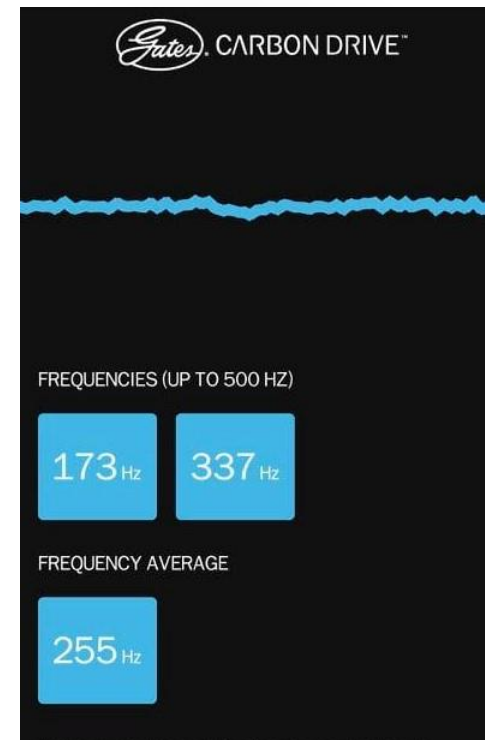 Gates. CARBON DRIVE™
FREQUENCIES (UP TO 500 HZ)
173 Hz 337 Hz
FREQUENCY AVERAGE
255 Hz